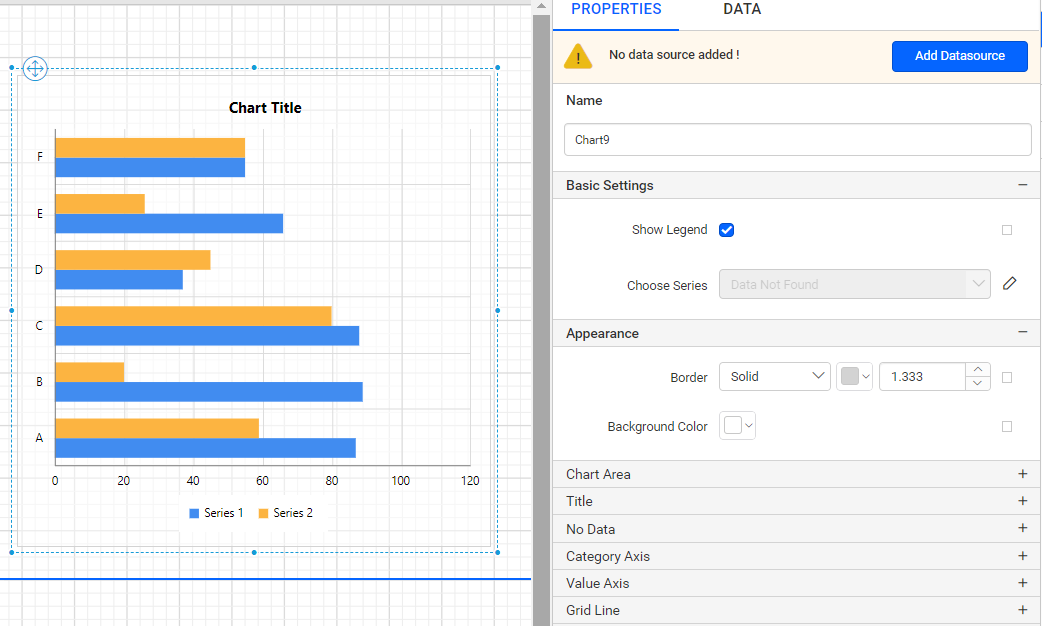 PROPERTIES DATA
No data source added !
Add Datasource
Name
Chart9
Basic Settings
Show Legend
Choose Series Data Not Found
Appearance
Border Solid 1.333
Background Color
Chart Area
Title
No Data
Category Axis
Value Axis
Grid Line
Chart Title
F
E
D
C
B
A
0 20 40 60 80 100 120
Series 1 Series 2